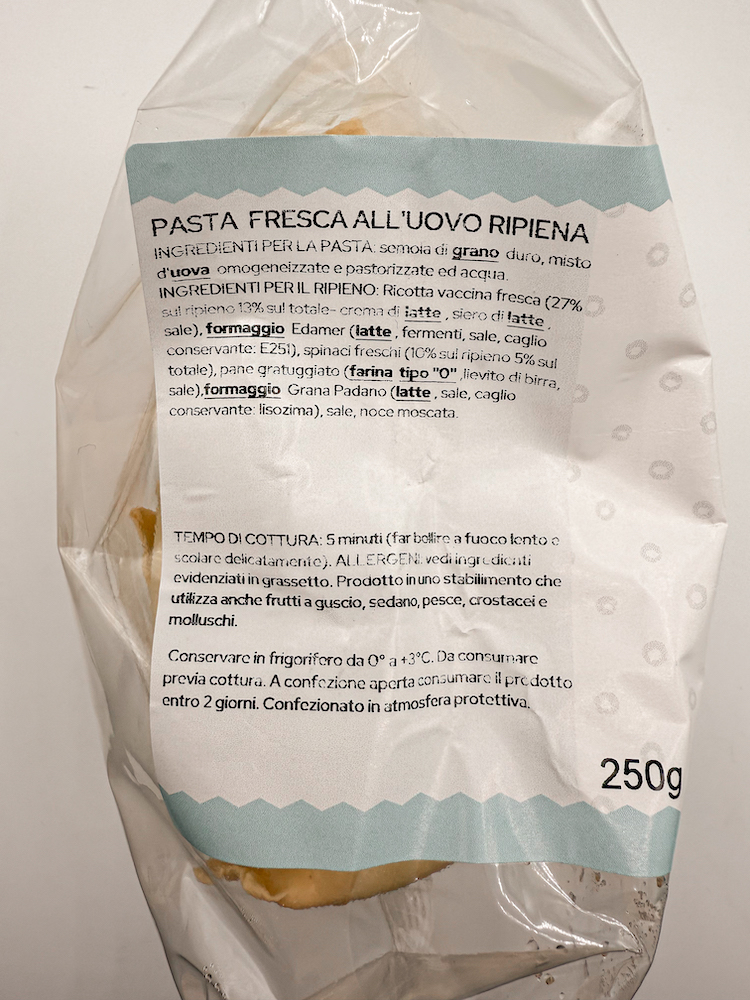 PASTA FRESCA ALL'UOVO RIPIENA
INGREDIENTI PER LA PASTA: semola di grano duro, misto
d'uova omogeneizzate e pastorizzate ed acqua.
INGREDIENTI PER IL RIPIENO: Ricotta vaccina fresca (27%
sul ripieno 13% sul totale- crema di latte , siero di latte ,
sale), formaggio Edamer (latte , fermenti, sale, caglio
conservante: E251), spinaci freschi (10% sul ripieno 5% sul
totale), pane gratuggiato (farina tipo "0" ,lievito di birra,
sale),formaggio Grana Padano (latte , sale, caglio
conservante: lisozima), sale, noce moscata.
TEMPO DI COTTURA: 5 minuti (far bollire a fuoco lento e
scolare delicatamente). ALLERGENI: vedi ingredienti
evidenziati in grassetto. Prodotto in uno stabilimento che
utilizza anche frutti a guscio, sedano, pesce, crostacei e
molluschi.
Conservare in frigorifero da 0° a +3°C. Da consumare
previa cottura. A confezione aperta consumare il prodotto
entro 2 giorni. Confezionato in atmosfera protettiva.
250g